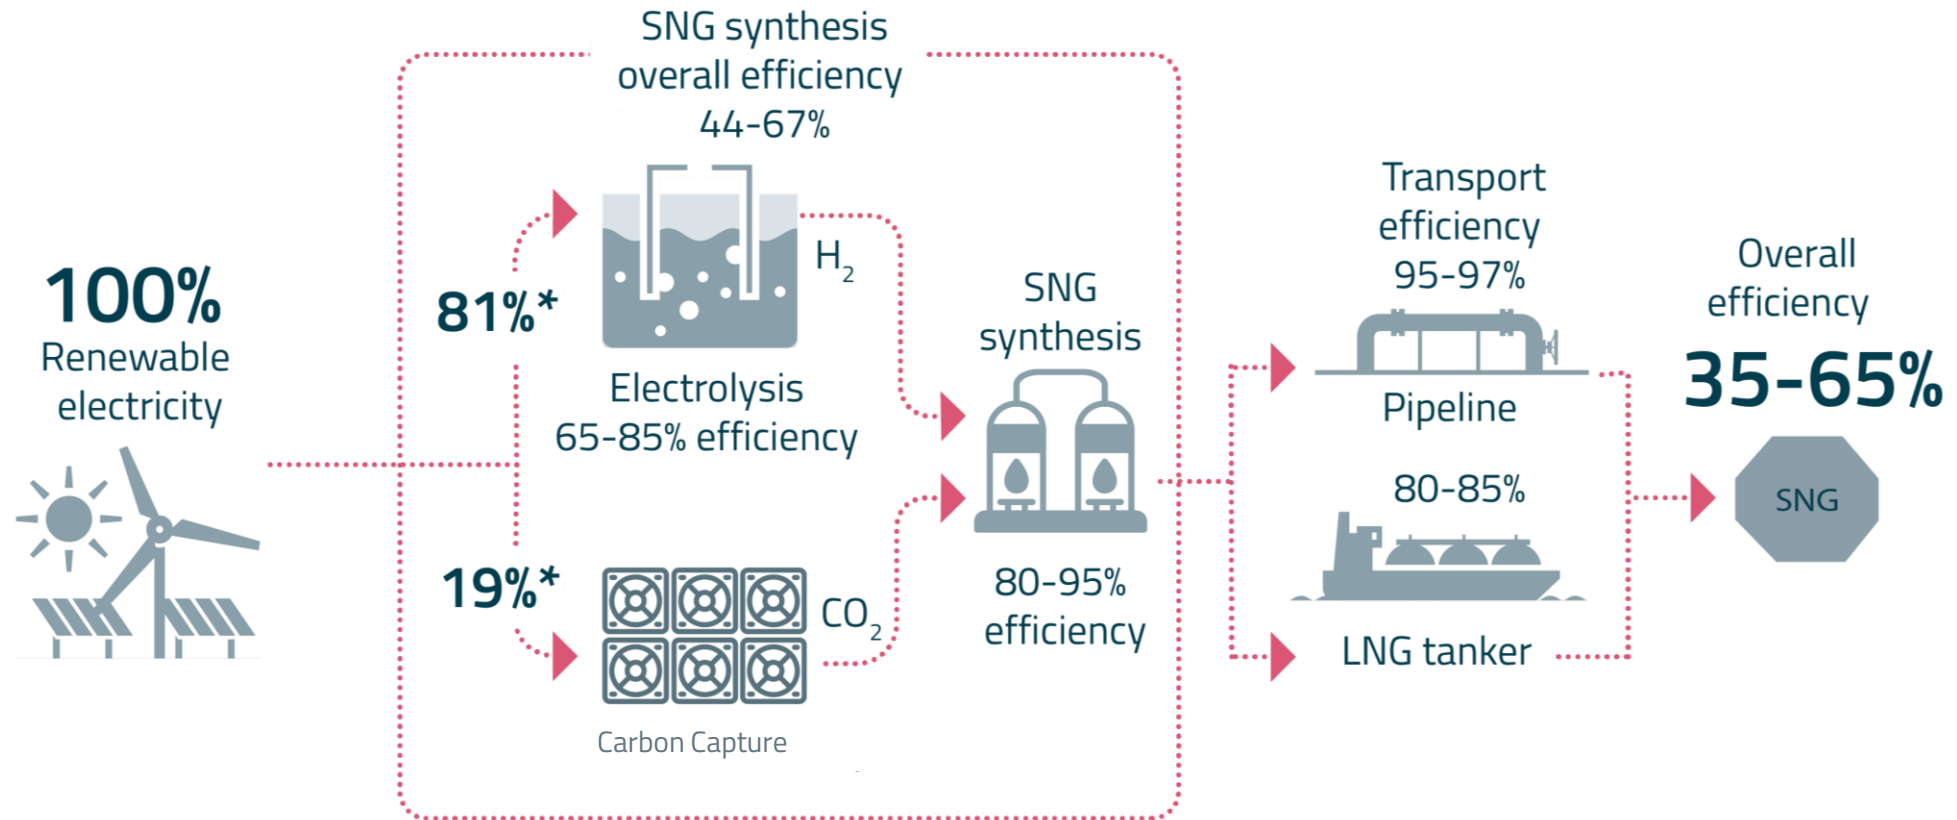 100%
Renewable
electricity
SNG synthesis
overall efficiency
44-67%
81%*
H2
Electrolysis
65-85% efficiency
19%*
CO2
Carbon Capture
SNG
synthesis
80-95%
efficiency
Transport
efficiency
95-97%
Pipeline
80-85%
LNG tanker
Overall
efficiency
35-65%
SNG